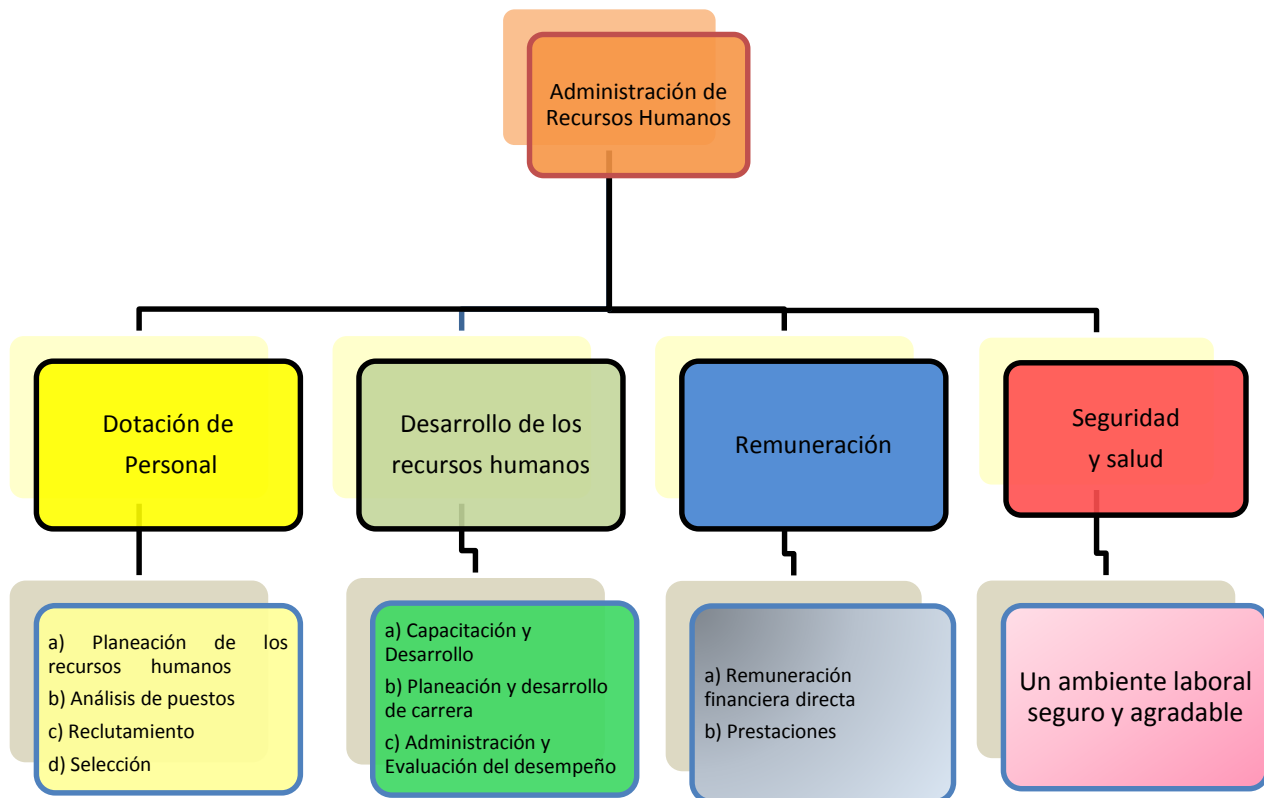 Administración de
Recursos Humanos
Dotación de
Personal
Desarrollo de los
recursos humanos
Remuneración
Seguridad
y salud
a) Planeación de los
recursos humanos
b) Análisis de puestos
c) Reclutamiento
d) Selección
a) Capacitación y
Desarrollo
b) Planeación y desarrollo
de carrera
c) Administración y
Evaluación del desempeño
a) Remuneración
financiera directa
b) Prestaciones
Un ambiente laboral
seguro y agradable